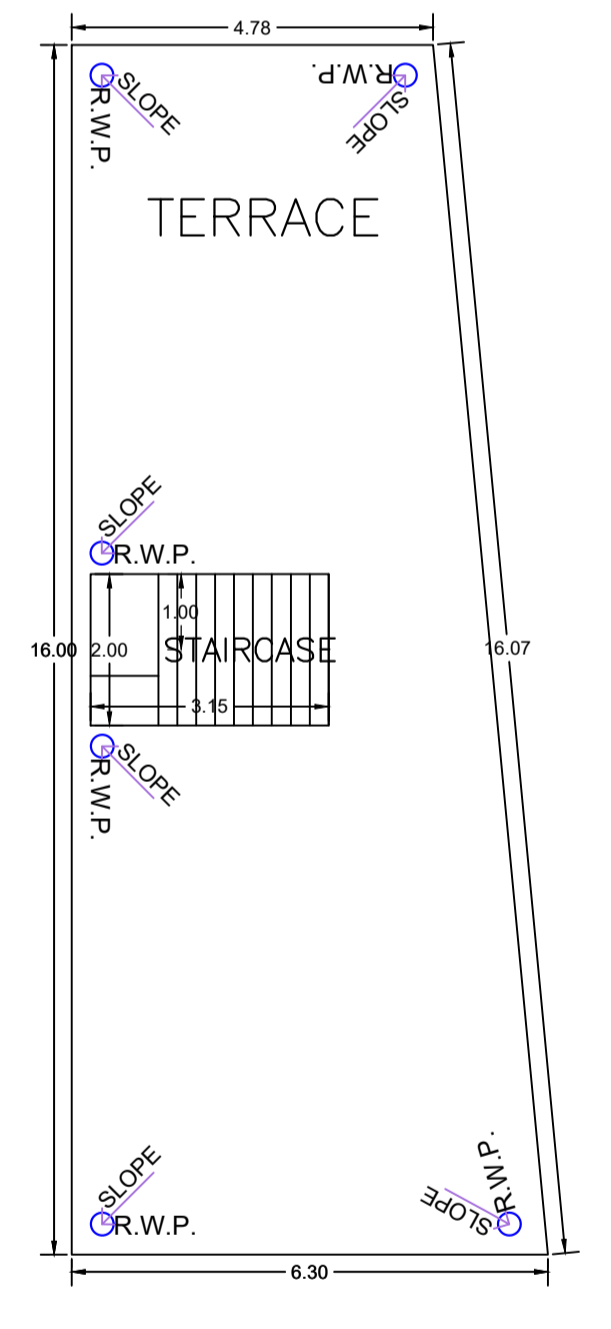 4.78
SLOPE
R.W.P.
R.W.P.
SLOPE
TERRACE
SLOPE
R.W.P.
1.00
16.00
2.00
STAIRCASE
16.07
3.15
SLOPE
R.W.P.
SLOPE
R.W.P.
R.W.P.
SLOPE
6.30